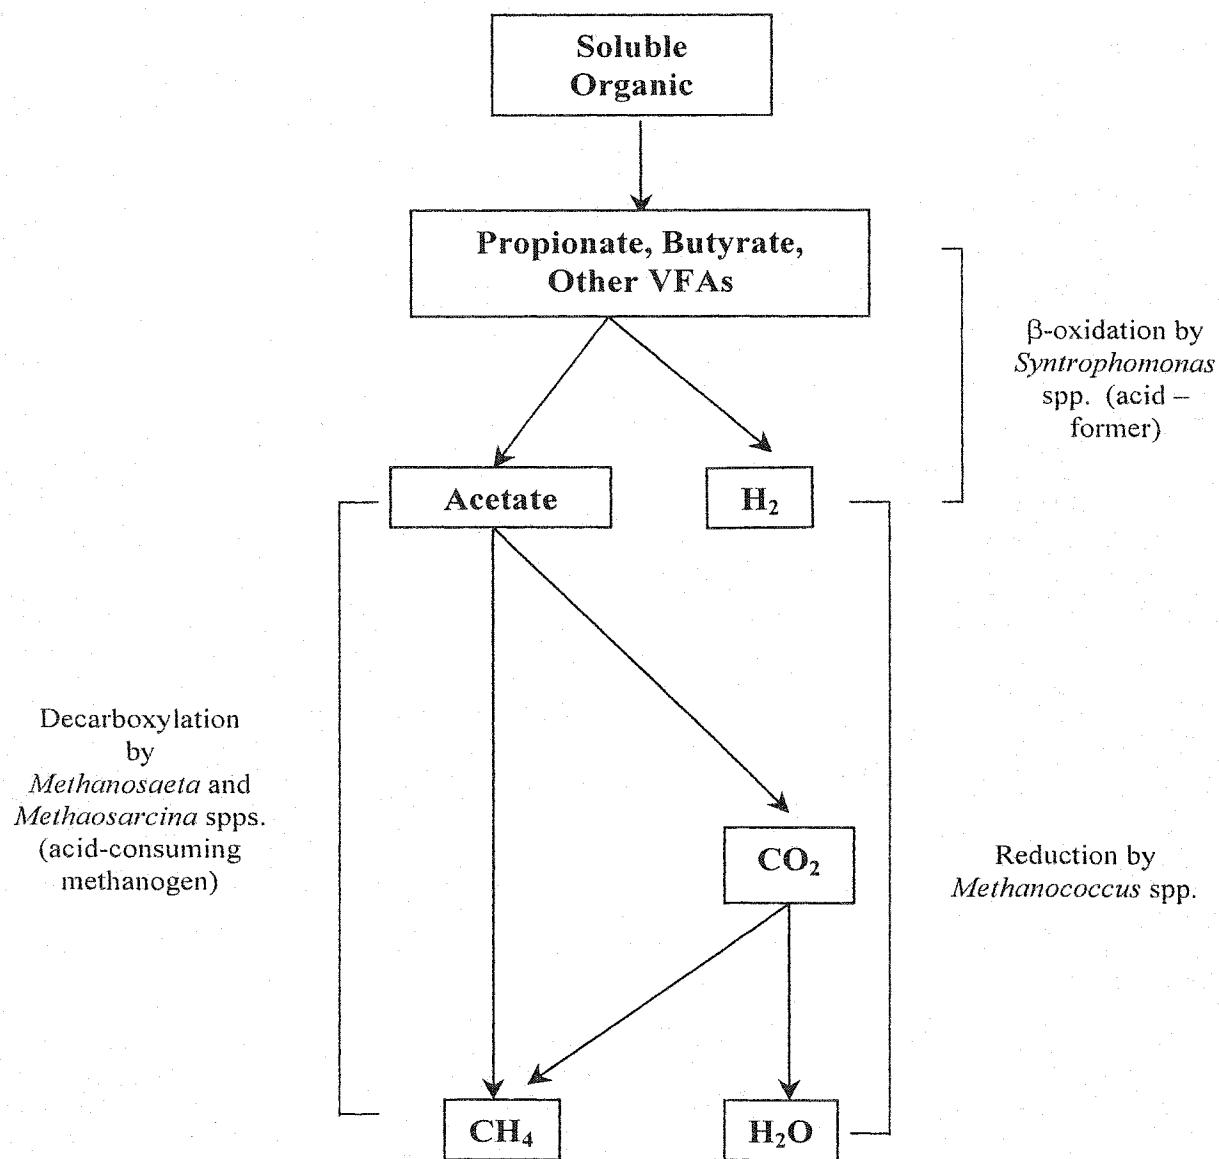 Soluble
Organic
Propionate, Butyrate,
Other VFAs
β-oxidation by
Syntrophomonas
spp. (acid –
former)
Acetate
H₂
Decarboxylation
by
Methanosaeta and
Methaosarcina spps.
(acid-consuming
methanogen)
CO₂
Reduction by
Methanococcus spp.
CH₄
H₂O